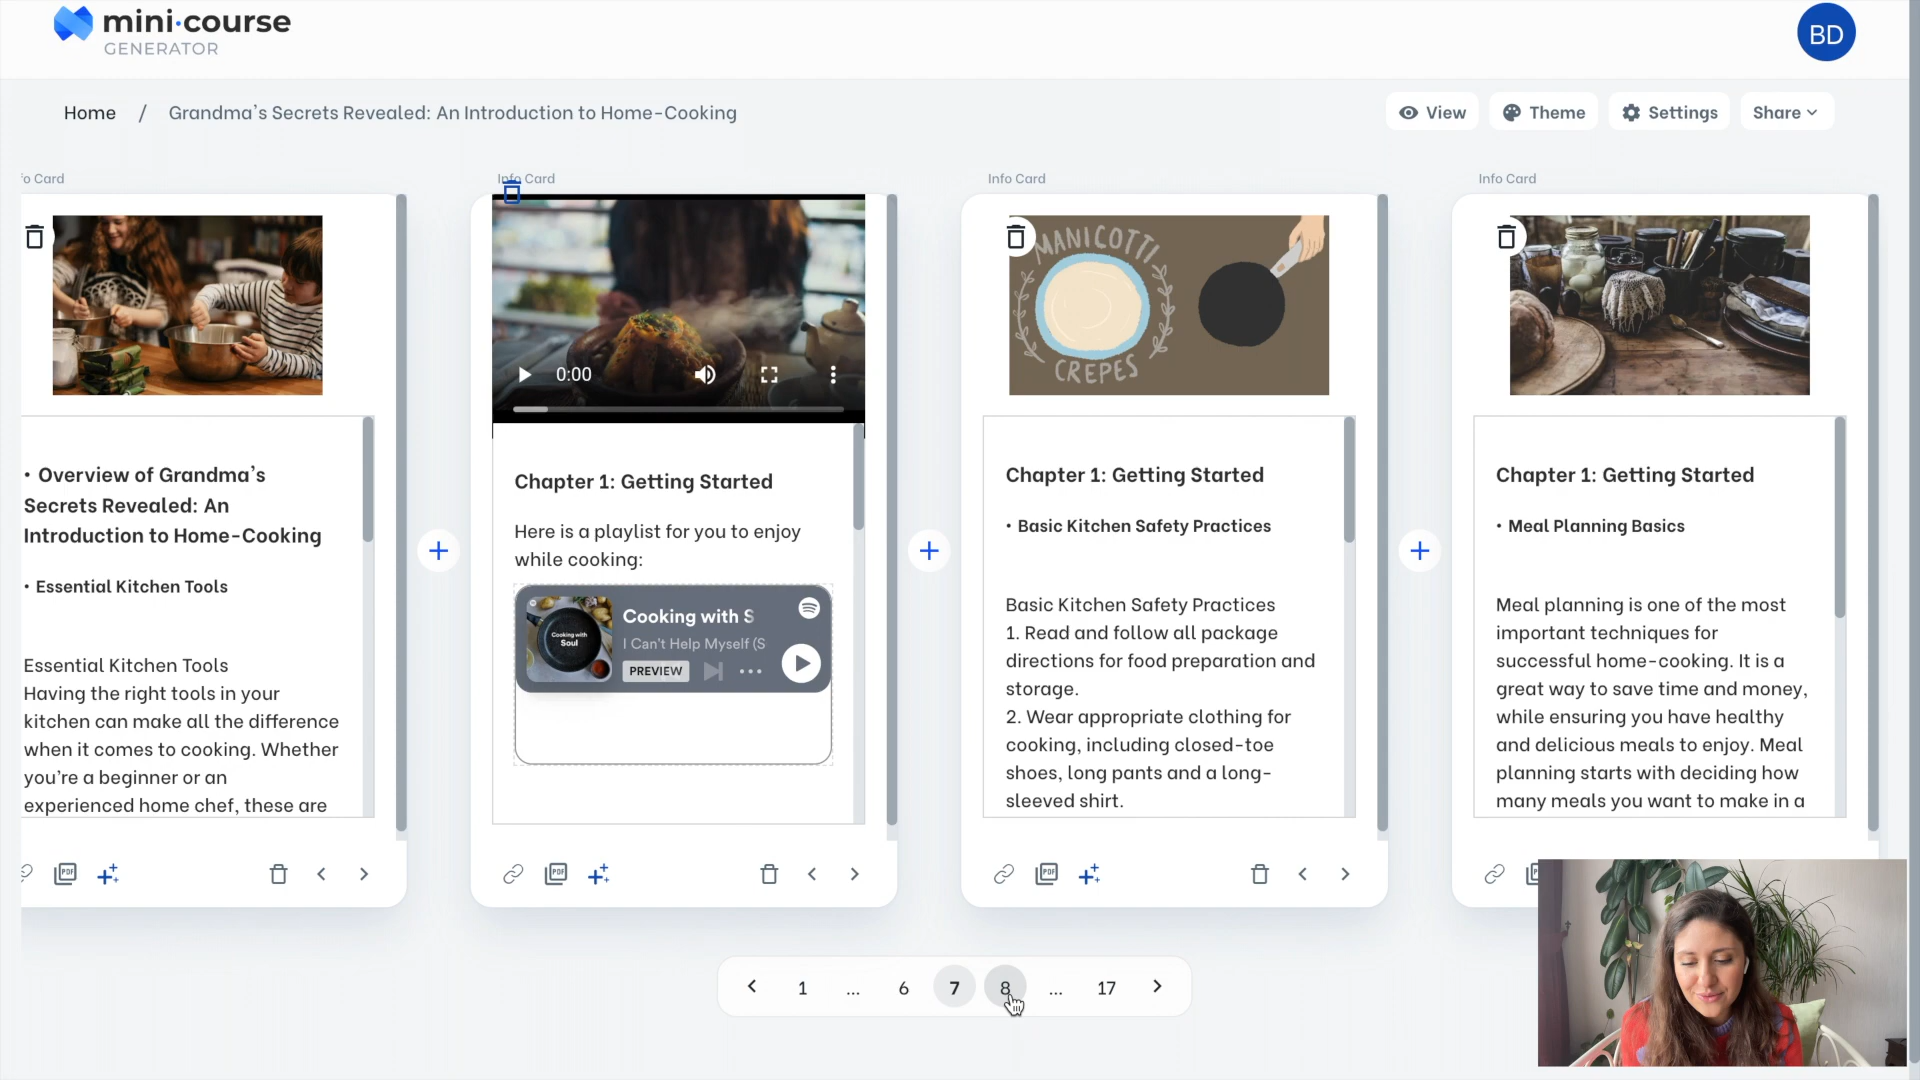 mini·course
GENERATOR
BD
Home / Grandma's Secrets Revealed: An Introduction to Home-Cooking
View
Theme
Settings
Share
fo Card
• Overview of Grandma's
Secrets Revealed: An
Introduction to Home-Cooking
• Essential Kitchen Tools
Essential Kitchen Tools
Having the right tools in your
kitchen can make all the difference
when it comes to cooking. Whether
you're a beginner or an
experienced home chef, these are
PDF
Info Card
0:00
Chapter 1: Getting Started
Here is a playlist for you to enjoy
while cooking:
Cooking with
Soul
Cooking with S
I Can't Help Myself (S
PREVIEW
PDF
Info Card
MANICOTTI
CREPES
Chapter 1: Getting Started
• Basic Kitchen Safety Practices
Basic Kitchen Safety Practices
1. Read and follow all package
directions for food preparation and
storage.
2. Wear appropriate clothing for
cooking, including closed-toe
shoes, long pants and a long-
sleeved shirt.
PDF
Info Card
Chapter 1: Getting Started
• Meal Planning Basics
Meal planning is one of the most
important techniques for
successful home-cooking. It is a
great way to save time and money,
while ensuring you have healthy
and delicious meals to enjoy. Meal
planning starts with deciding how
many meals you want to make in a
1 ... 6 7 8 ... 17